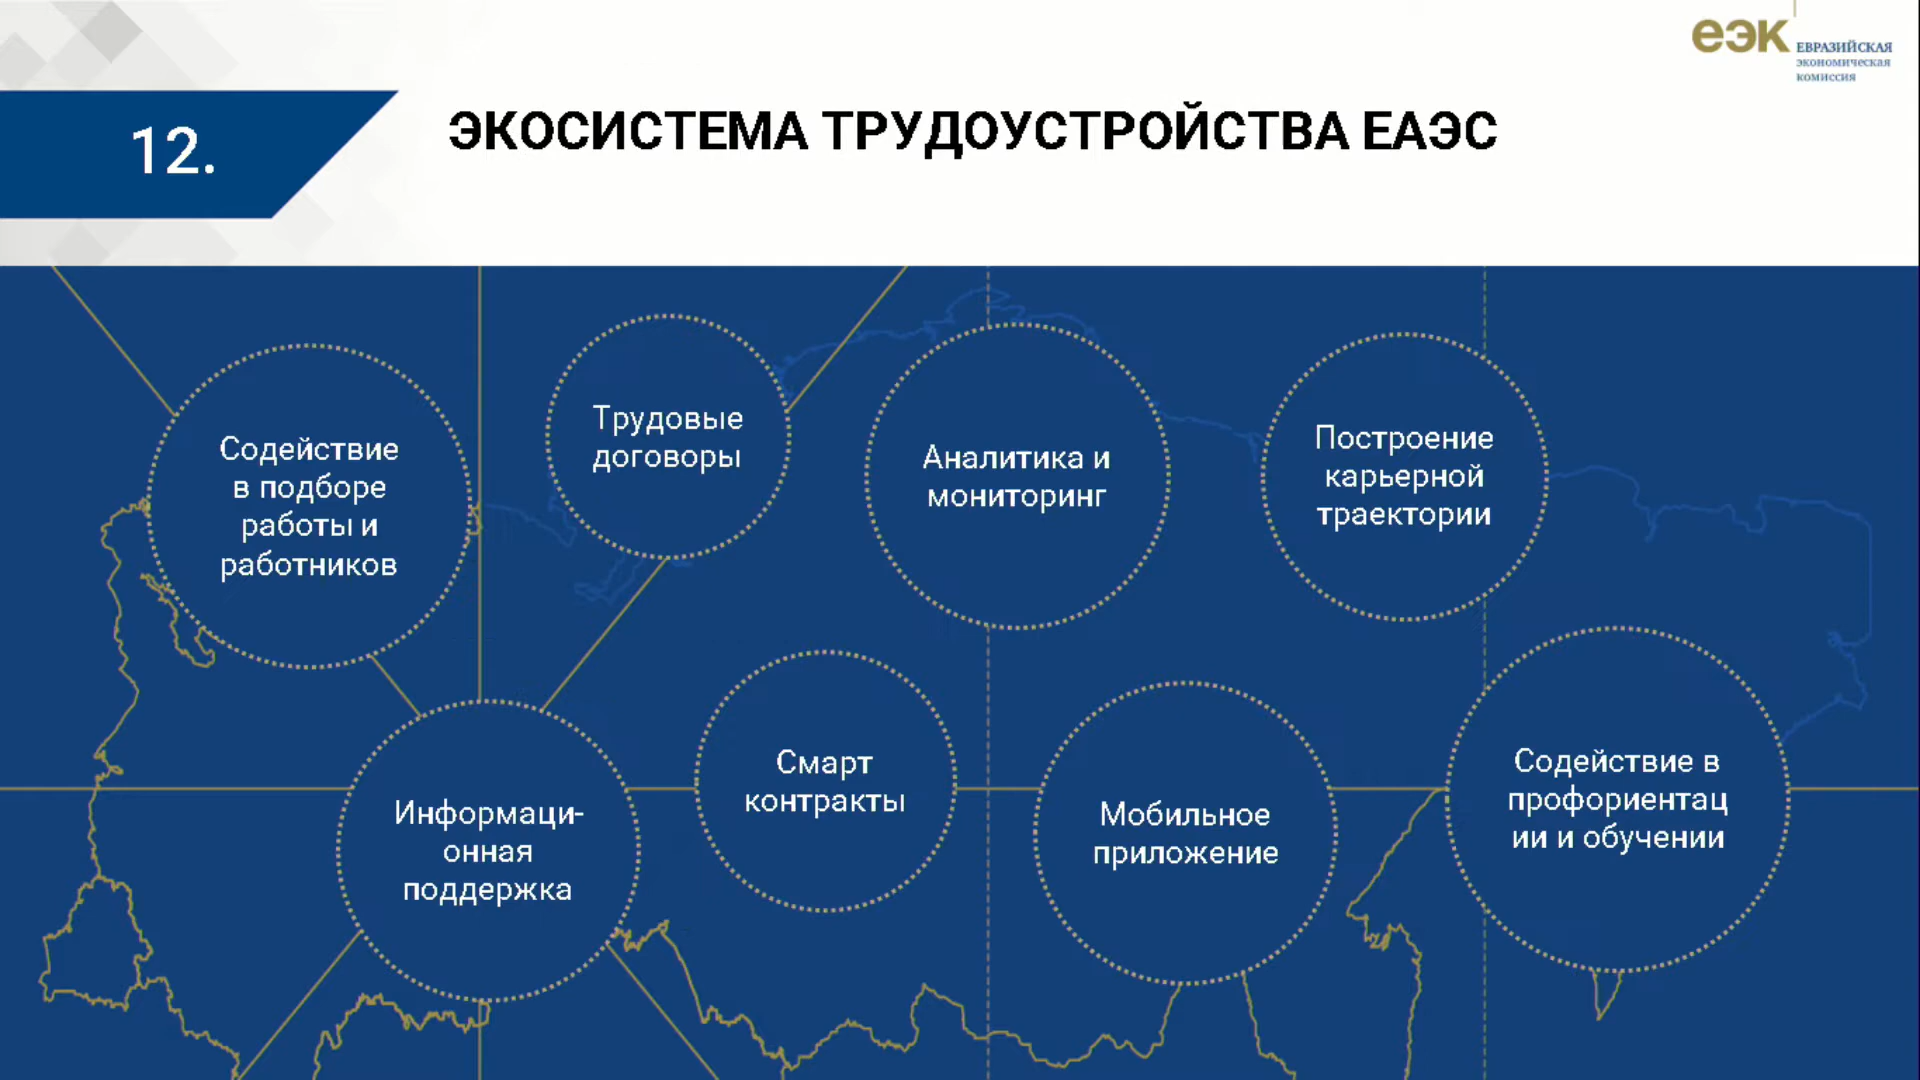 еэк
ЕВРАЗИЙСКАЯ
экономическая
комиссия
12.
ЭКОСИСТЕМА ТРУДОУСТРОЙСТВА ЕАЭС
Содействие
в подборе
работы и
работников
Трудовые
договоры
Аналитика и
мониторинг
Построение
карьерной
траектории
Информаци-
онная
поддержка
Смарт
контракты
Мобильное
приложение
Содействие в
профориентац
ии и обучении